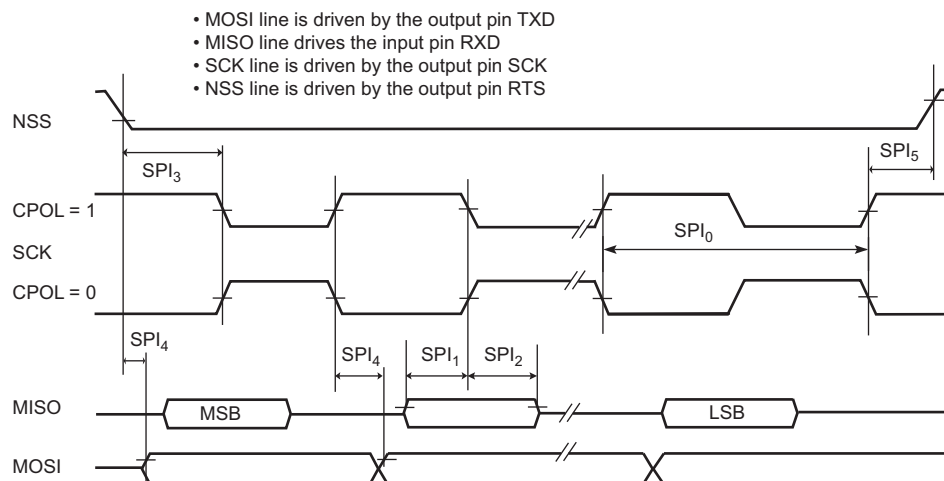 • MOSI line is driven by the output pin TXD
• MISO line drives the input pin RXD
• SCK line is driven by the output pin SCK
• NSS line is driven by the output pin RTS
NSS
SPI3
SPI5
CPOL = 1
SPI0
SCK
CPOL = 0
SPI4
SPI4
SPI1
SPI2
MISO
MSB
LSB
MOSI